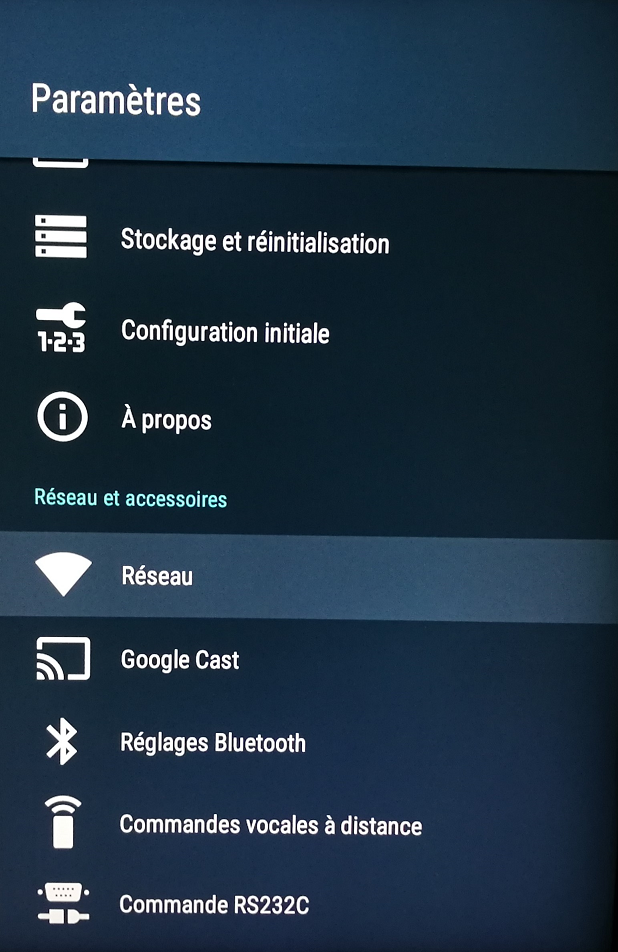 Paramètres
Stockage et réinitialisation
1·2·3
Configuration initiale
À propos
Réseau et accessoires
Réseau
Google Cast
Réglages Bluetooth
Commandes vocales à distance
Commande RS232C